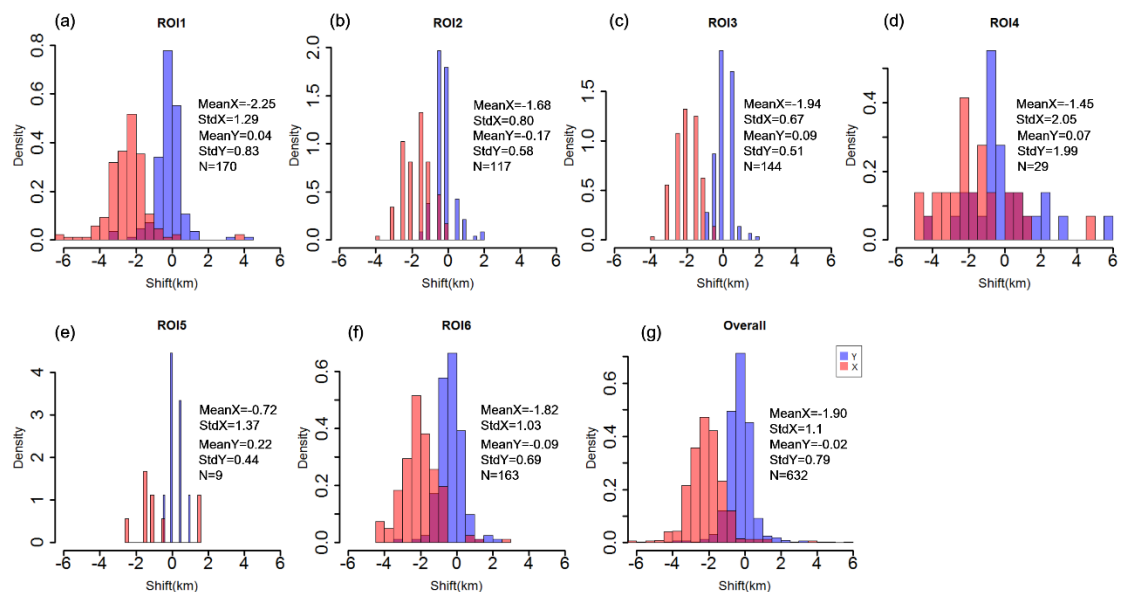 (a)
ROI1
0.0 0.2 0.4 0.6 0.8
Density
MeanX=-2.25
StdX=1.29
MeanY=0.04
StdY=0.83
N=170
-6 -4 -2 0 2 4 6
Shift(km)
(b)
ROI2
0.0 0.5 1.0 1.5 2.0
Density
MeanX=-1.68
StdX=0.80
MeanY=-0.17
StdY=0.58
N=117
-6 -4 -2 0 2 4 6
Shift(km)
(c)
ROI3
0.0 0.5 1.0 1.5
Density
MeanX=-1.94
StdX=0.67
MeanY=0.09
StdY=0.51
N=144
-6 -4 -2 0 2 4 6
Shift(km)
(d)
ROI4
0.0 0.2 0.4
Density
MeanX=-1.45
StdX=2.05
MeanY=0.07
StdY=1.99
N=29
-6 -4 -2 0 2 4 6
Shift(km)
(e)
ROI5
0 1 2 3 4
Density
MeanX=-0.72
StdX=1.37
MeanY=0.22
StdY=0.44
N=9
-6 -4 -2 0 2 4 6
Shift(km)
(f)
ROI6
0.0 0.2 0.4 0.6
Density
MeanX=-1.82
StdX=1.03
MeanY=-0.09
StdY=0.69
N=163
-6 -4 -2 0 2 4 6
Shift(km)
(g)
Overall
0.0 0.2 0.4 0.6
Density
Y
X
MeanX=-1.90
StdX=1.1
MeanY=-0.02
StdY=0.79
N=632
-6 -4 -2 0 2 4 6
Shift(km)